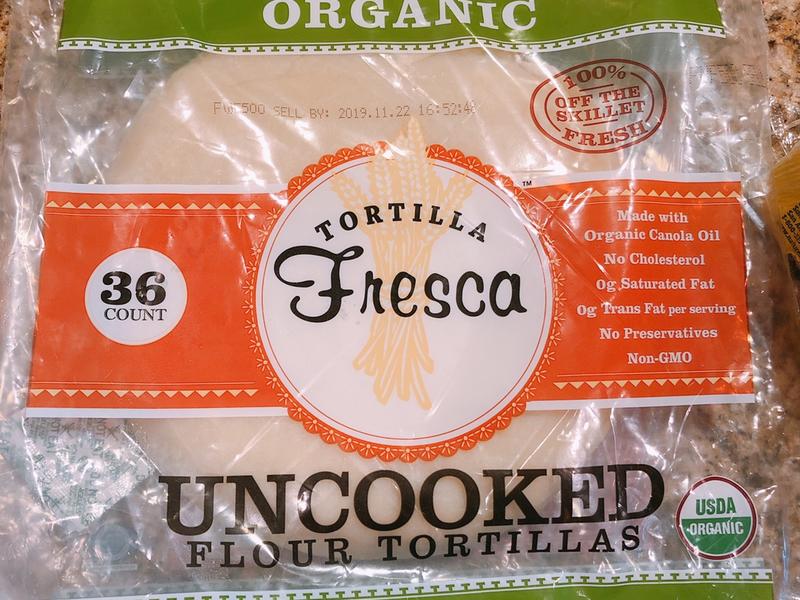 ORGANIC
100%
OFF THE
SKILLET
FRESH
SELL BY: 2019.11.22 16:52:48
TM
TORTILLA
Fresca
36
COUNT
Made with
Organic Canola Oil
No Cholesterol
0g Saturated Fat
0g Trans Fat per serving
No Preservatives
Non-GMO
UNCOOKED
FLOUR TORTILLAS
USDA
ORGANIC